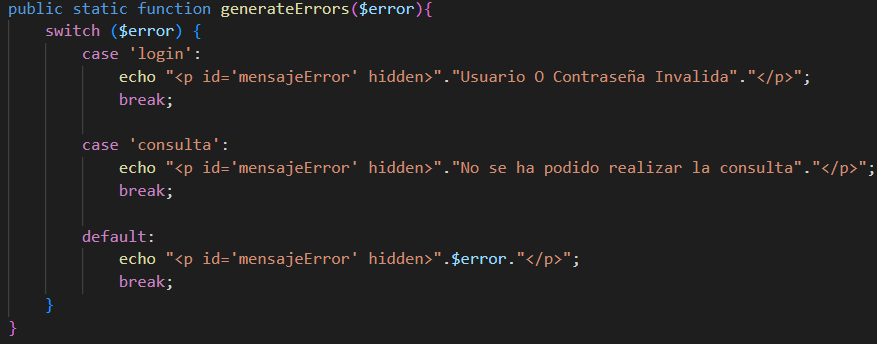 public static function generateErrors($error){
    switch ($error) {
        case 'login':
            echo "<p id='mensajeError' hidden>"."Usuario O Contraseña Invalida"."</p>";
            break;

        case 'consulta':
            echo "<p id='mensajeError' hidden>"."No se ha podido realizar la consulta"."</p>";
            break;

        default:
            echo "<p id='mensajeError' hidden>".$error."</p>";
            break;
    }
}